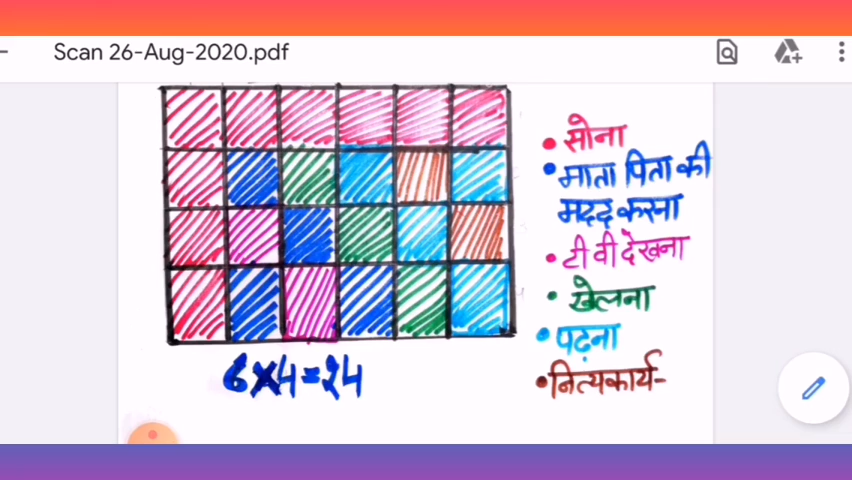 Scan 26-Aug-2020.pdf
• सोना
• माता पिता की
मदद करना
• टी वी देखना
• खेलना
• पढ़ना
• नित्यकार्य-
6×4=24